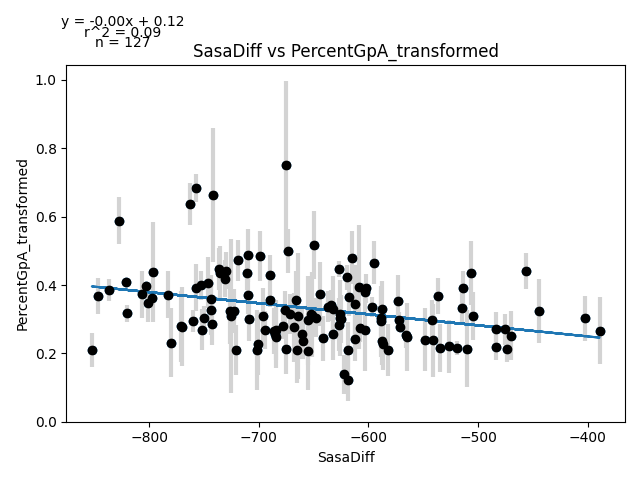 y = -0.00x + 0.12
r^2 = 0.09
n = 127
SasaDiff vs PercentGpA_transformed
PercentGpA_transformed
1.0
0.8
0.6
0.4
0.2
0.0
−800 −700 −600 −500 −400
SasaDiff